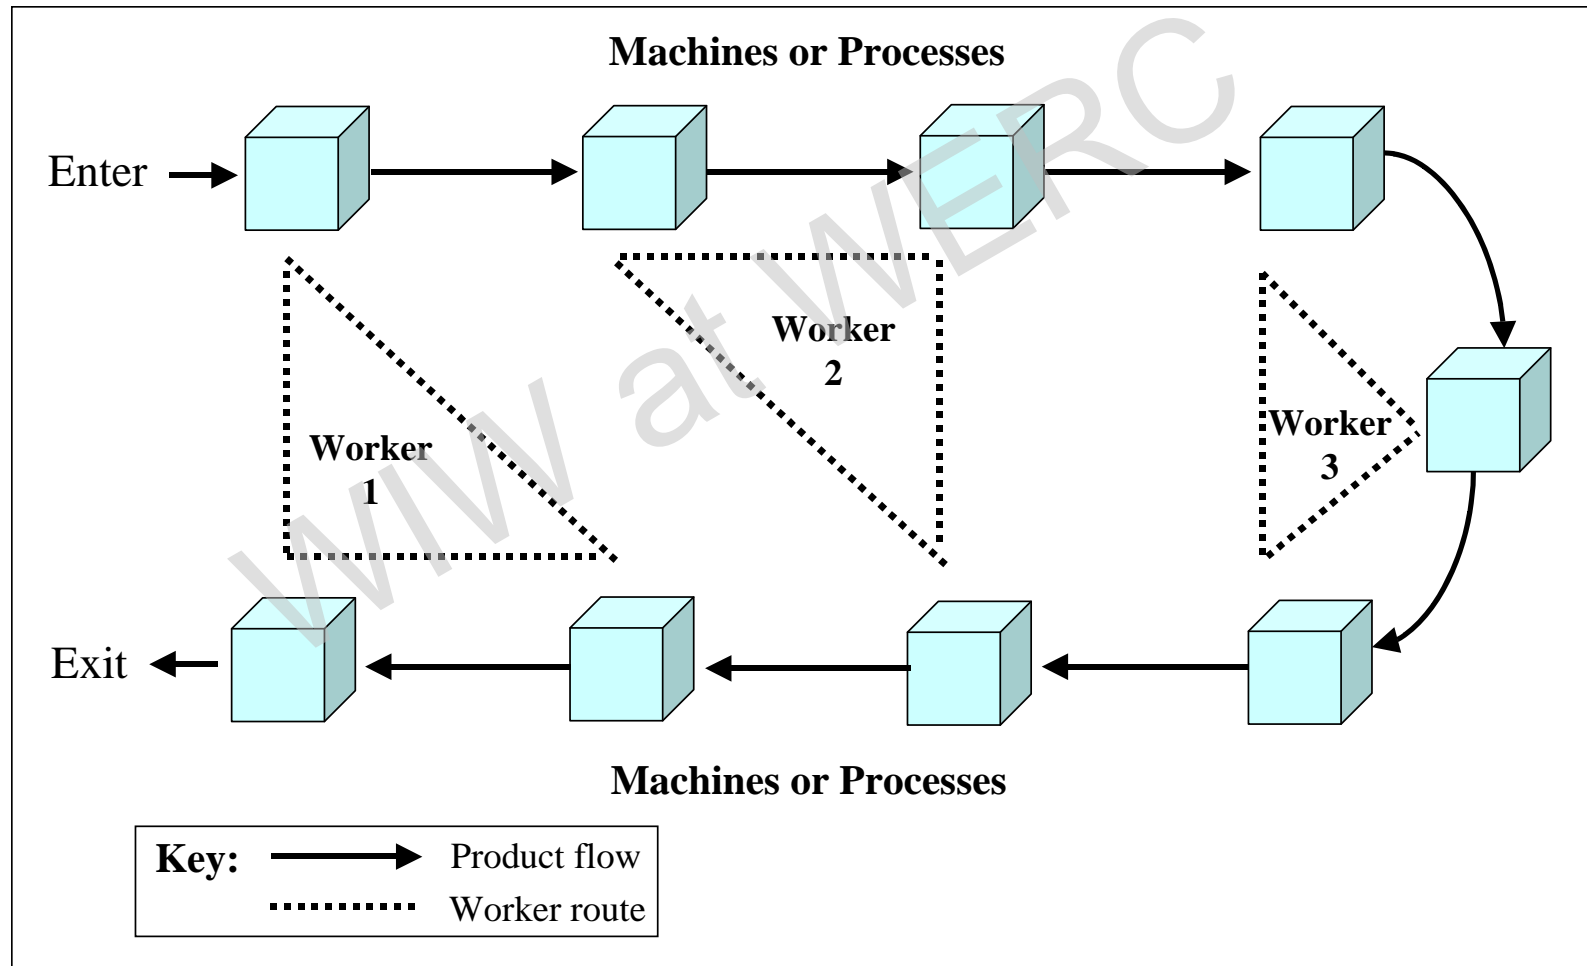 Machines or Processes
Enter
Worker
2
Worker
3
Worker
1
Exit
Machines or Processes
Key:
Product flow
Worker route
WIW at WERC